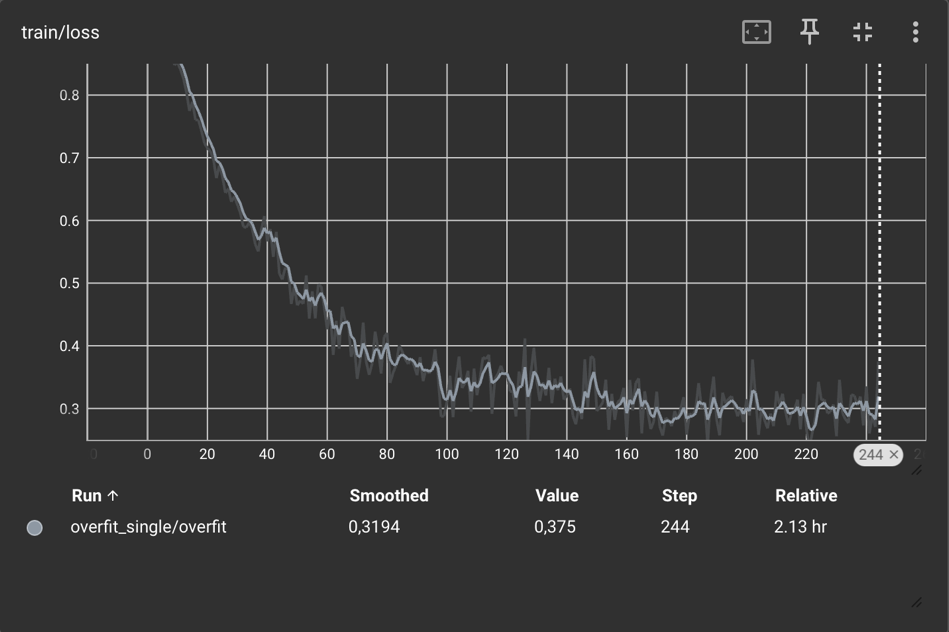 train/loss
0.8
0.7
0.6
0.5
0.4
0.3
0 0 20 40 60 80 100 120 140 160 180 200 220 244 ✕
Run ↑ Smoothed Value Step Relative
overfit_single/overfit 0,3194 0,375 244 2.13 hr